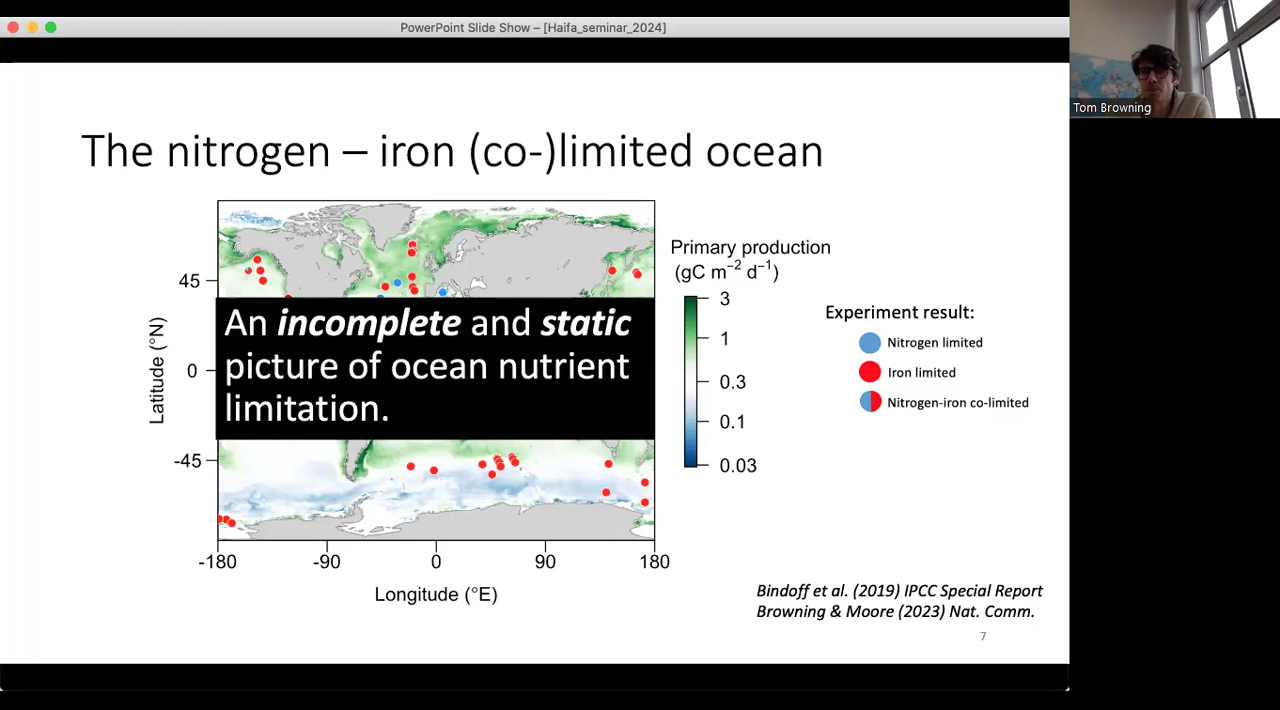 PowerPoint Slide Show – [Haifa_seminar_2024]
Tom Browning
The nitrogen – iron (co-)limited ocean
An incomplete and static
picture of ocean nutrient
limitation.
Latitude (°N)
45
0
-45
-180
-90
0
90
180
Longitude (°E)
Primary production
(gC m⁻² d⁻¹)
3
1
0.3
0.1
0.03
Experiment result:
Nitrogen limited
Iron limited
Nitrogen-iron co-limited
Bindoff et al. (2019) IPCC Special Report
Browning & Moore (2023) Nat. Comm.
7